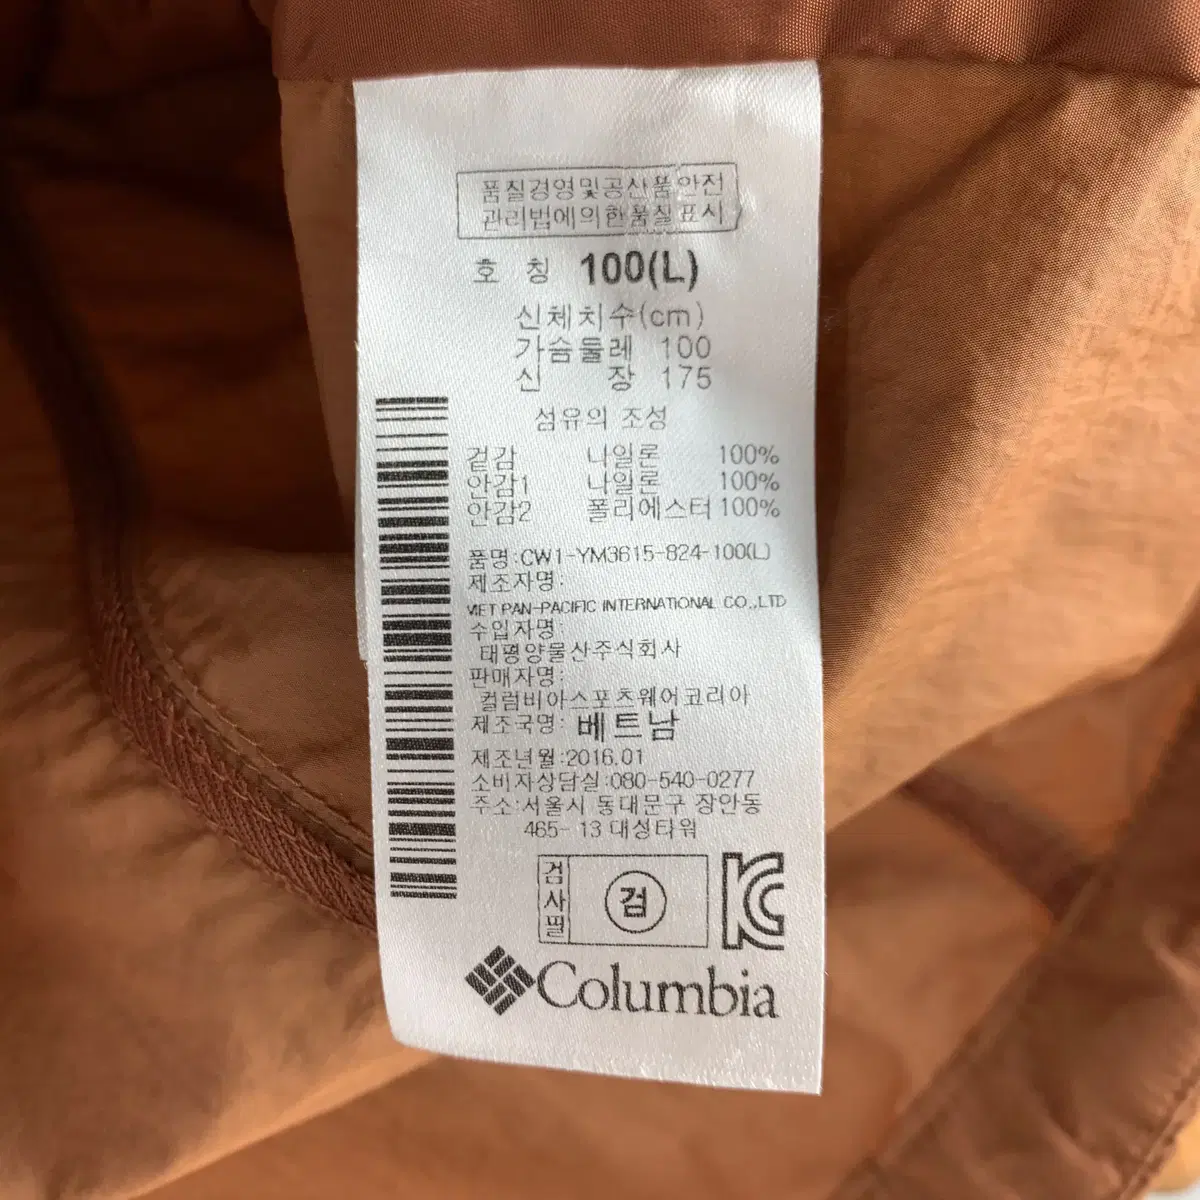 품질경영및공산품안전
관리법에의한품질표시
호 칭 100(L)
신체치수(cm)
가슴둘레 100
신 장 175
섬유의 조성
겉감 나일론 100%
안감1 나일론 100%
안감2 폴리에스터 100%
품명:CW1-YM3615-824-100(L)
제조자명:
VIET PAN-PACIFIC INTERNATIONAL CO.,LTD
수입자명:
태평양물산주식회사
판매자명:
컬럼비아스포츠웨어코리아
제조국명: 베트남
제조년월:2016.01
소비자상담실:080-540-0277
주소:서울시 동대문구 장안동
465- 13 대성타워
검사필
검
Columbia